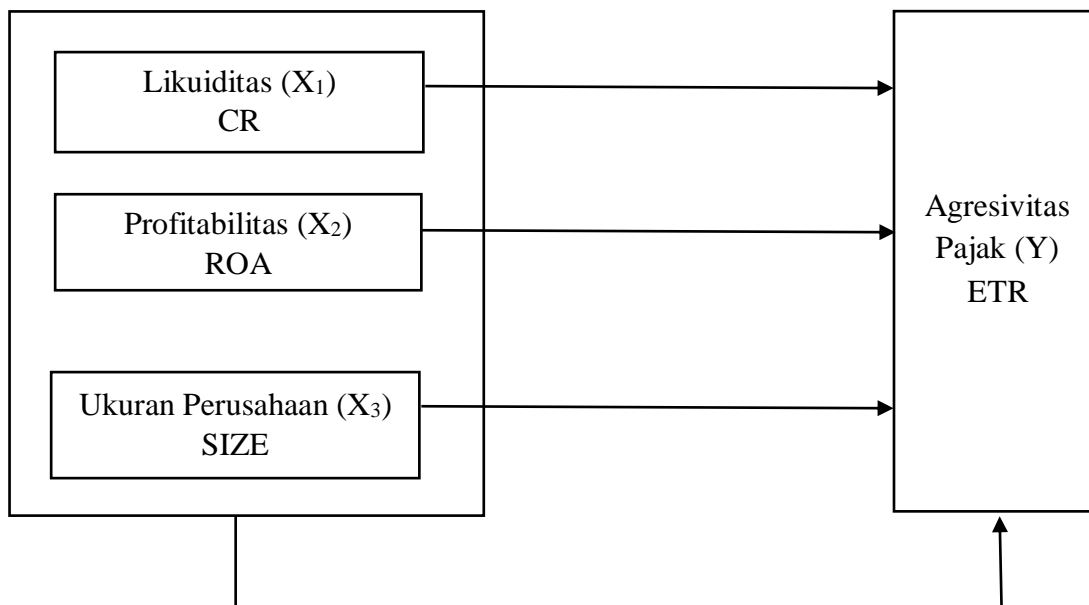 Likuiditas (X₁)
CR
Profitabilitas (X₂)
ROA
Ukuran Perusahaan (X₃)
SIZE
Agresivitas
Pajak (Y)
ETR